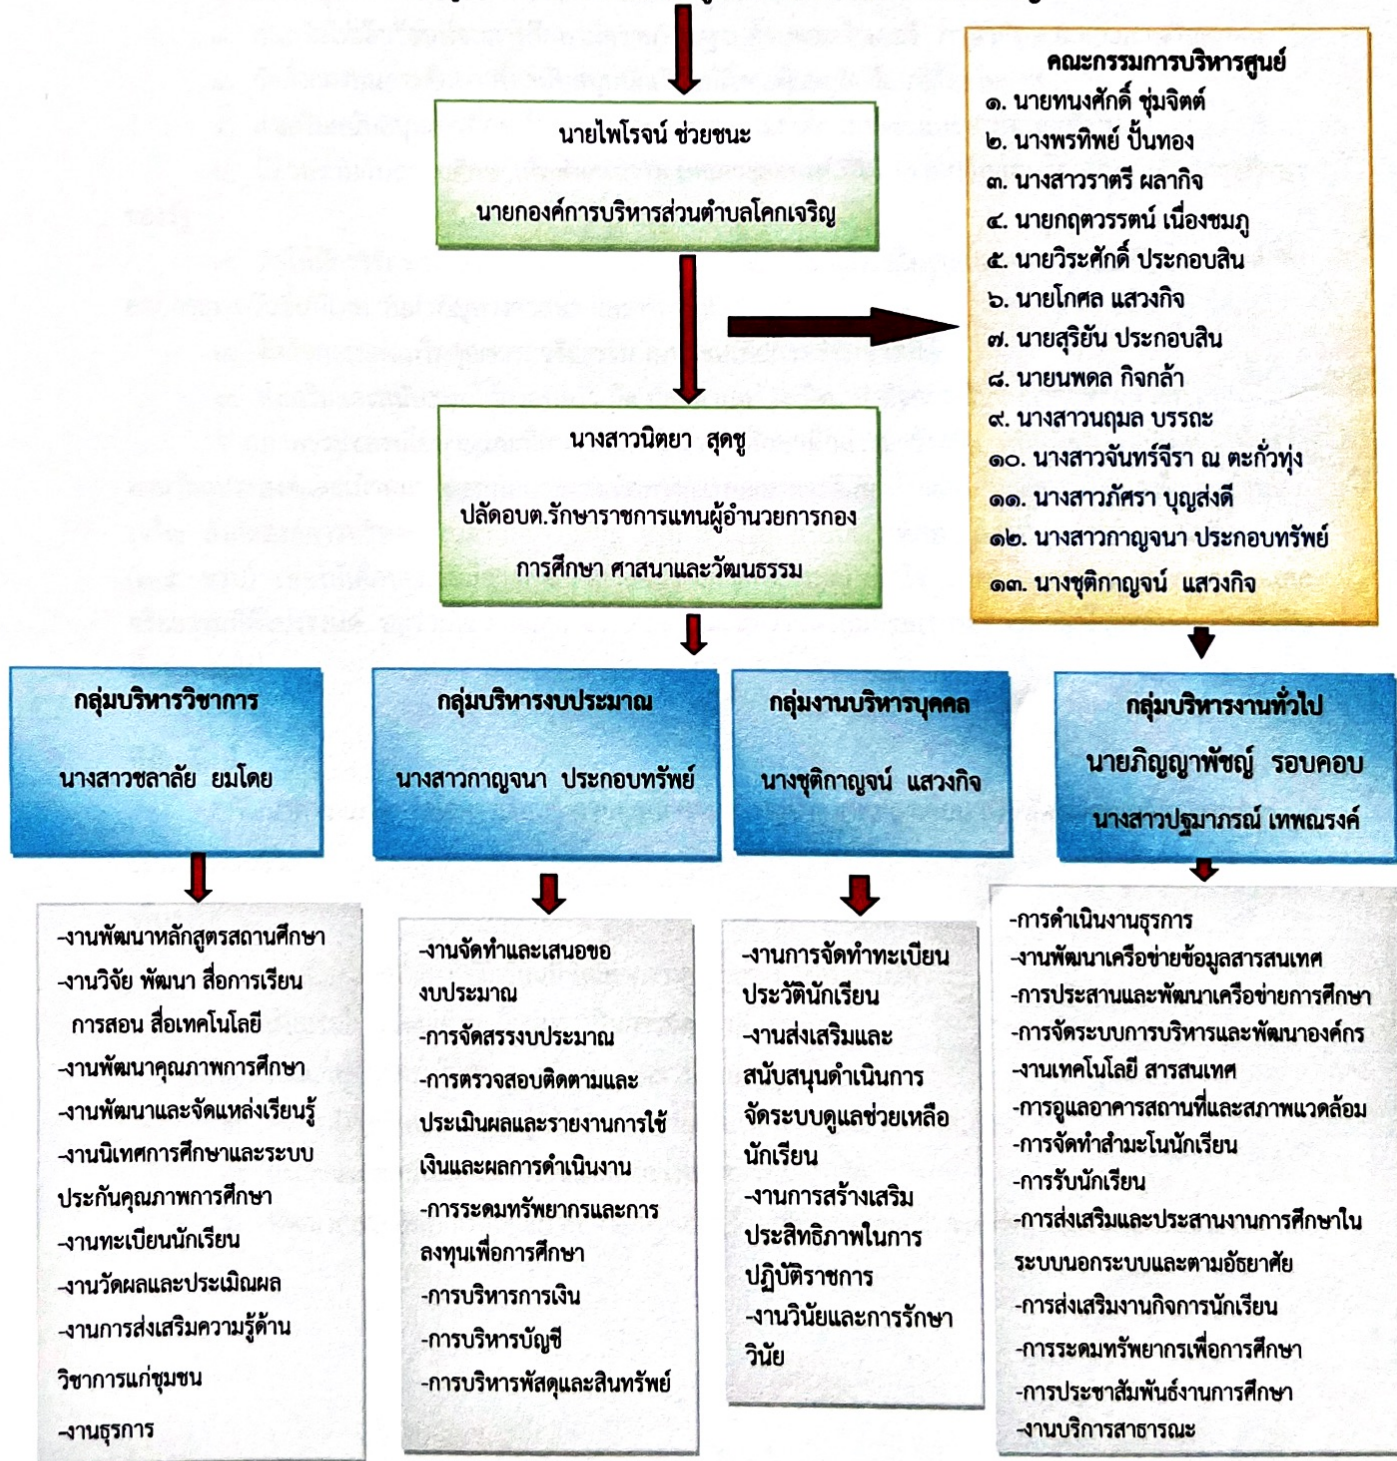 นายไพโรจน์ ช่วยชนะ
นายกองค์การบริหารส่วนตำบลโคกเจริญ
คณะกรรมการบริหารศูนย์
๑. นายทนงศักดิ์ ชุ่มจิตต์
๒. นางพรทิพย์ ปั้นทอง
๓. นางสาวราตรี ผลากิจ
๔. นายกฤตวรรตน์ เนื่องชมภู
๕. นายวิระศักดิ์ ประกอบสิน
๖. นายโกศล แสวงกิจ
๗. นายสุริยัน ประกอบสิน
๘. นายนพดล กิจกล้า
๙. นางสาวนฤมล บรรถะ
๑๐. นางสาวจันทร์จีรา ณ ตะกั่วทุ่ง
๑๑. นางสาวภัศรา บุญส่งดี
๑๒. นางสาวกาญจนา ประกอบทรัพย์
๑๓. นางชุติกาญจน์ แสวงกิจ
นางสาวนิตยา สุดชู
ปลัดอบต.รักษาราชการแทนผู้อำนวยการกอง
การศึกษา ศาสนาและวัฒนธรรม
กลุ่มบริหารวิชาการ
นางสาวชลาลัย ยมโดย
กลุ่มบริหารงบประมาณ
นางสาวกาญจนา ประกอบทรัพย์
กลุ่มงานบริหารบุคคล
นางชุติกาญจน์ แสวงกิจ
กลุ่มบริหารงานทั่วไป
นายภิญญาพัชญ์ รอบคอบ
นางสาวปฐมาภรณ์ เทพณรงค์
-งานพัฒนาหลักสูตรสถานศึกษา
-งานวิจัย พัฒนา สื่อการเรียน
การสอน สื่อเทคโนโลยี
-งานพัฒนาคุณภาพการศึกษา
-งานพัฒนาและจัดแหล่งเรียนรู้
-งานนิเทศการศึกษาและระบบ
ประกันคุณภาพการศึกษา
-งานทะเบียนนักเรียน
-งานวัดผลและประเมิณผล
-งานการส่งเสริมความรู้ด้าน
วิชาการแก่ชุมชน
-งานธุรการ
-งานจัดทำและเสนอขอ
งบประมาณ
-การจัดสรรงบประมาณ
-การตรวจสอบติดตามและ
ประเมินผลและรายงานการใช้
เงินและผลการดำเนินงาน
-การระดมทรัพยากรและการ
ลงทุนเพื่อการศึกษา
-การบริหารการเงิน
-การบริหารบัญชี
-การบริหารพัสดุและสินทรัพย์
-งานการจัดทำทะเบียน
ประวัตินักเรียน
-งานส่งเสริมและ
สนับสนุนดำเนินการ
จัดระบบดูแลช่วยเหลือ
นักเรียน
-งานการสร้างเสริม
ประสิทธิภาพในการ
ปฏิบัติราชการ
-งานวินัยและการรักษา
วินัย
-การดำเนินงานธุรการ
-งานพัฒนาเครือข่ายข้อมูลสารสนเทศ
-การประสานและพัฒนาเครือข่ายการศึกษา
-การจัดระบบการบริหารและพัฒนาองค์กร
-งานเทคโนโลยี สารสนเทศ
-การอูแลอาคารสถานที่และสภาพแวดล้อม
-การจัดทำสำมะโนนักเรียน
-การรับนักเรียน
-การส่งเสริมและประสานงานการศึกษาใน
ระบบนอกระบบและตามอัธยาศัย
-การส่งเสริมงานกิจการนักเรียน
-การระดมทรัพยากรเพื่อการศึกษา
-การประชาสัมพันธ์งานการศึกษา
-งานบริการสาธารณะ